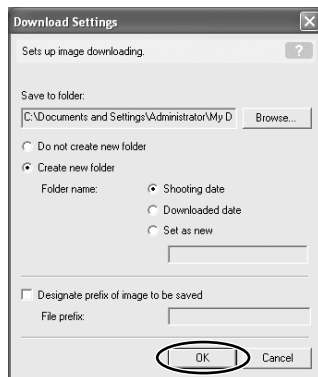 Download Settings
Sets up image downloading.
?
Save to folder:
C:\Documents and Settings\Administrator\My D
Browse...
Do not create new folder
Create new folder
Folder name:
Shooting date
Downloaded date
Set as new
Designate prefix of image to be saved
File prefix:
OK
Cancel